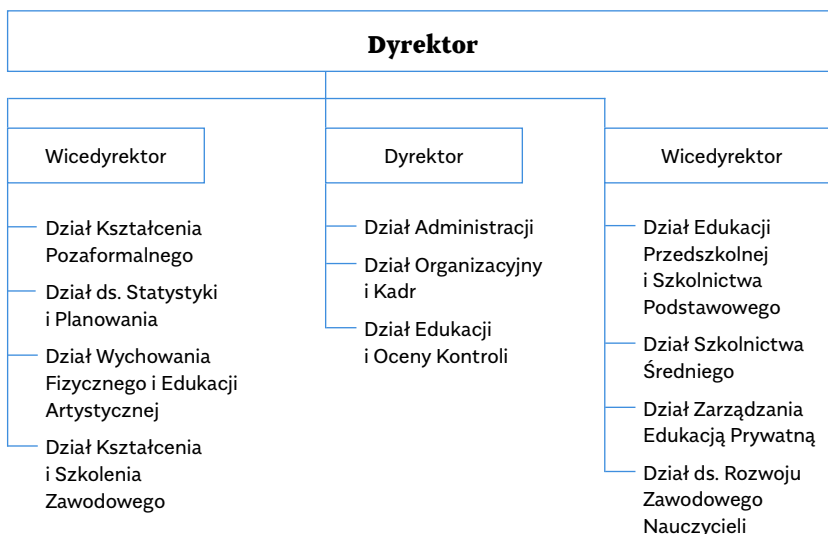 Dyrektor
Wicedyrektor
Dział Kształcenia
Pozaformalnego
Dział ds. Statystyki
i Planowania
Dział Wychowania
Fizycznego i Edukacji
Artystycznej
Dział Kształcenia
i Szkolenia
Zawodowego
Dyrektor
Dział Administracji
Dział Organizacyjny
i Kadr
Dział Edukacji
i Oceny Kontroli
Wicedyrektor
Dział Edukacji
Przedszkolnej
i Szkolnictwa
Podstawowego
Dział Szkolnictwa
Średniego
Dział Zarządzania
Edukacją Prywatną
Dział ds. Rozwoju
Zawodowego
Nauczycieli